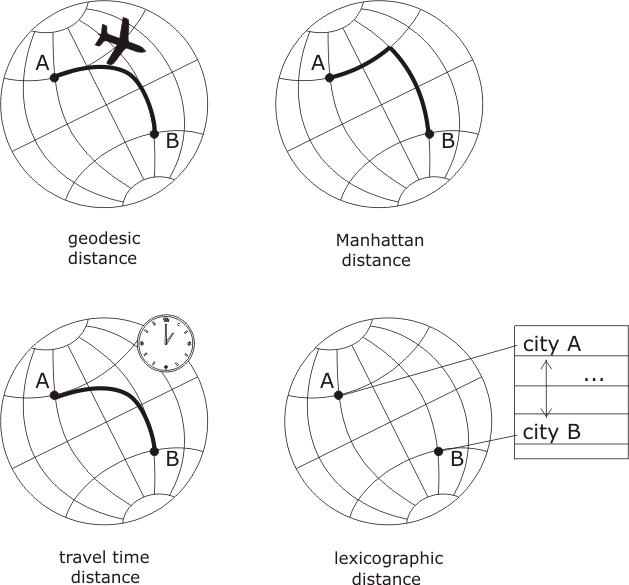 A
B
geodesic
distance
A
B
Manhattan
distance
A
B
travel time
distance
A
B
city A
...
city B
lexicographic
distance